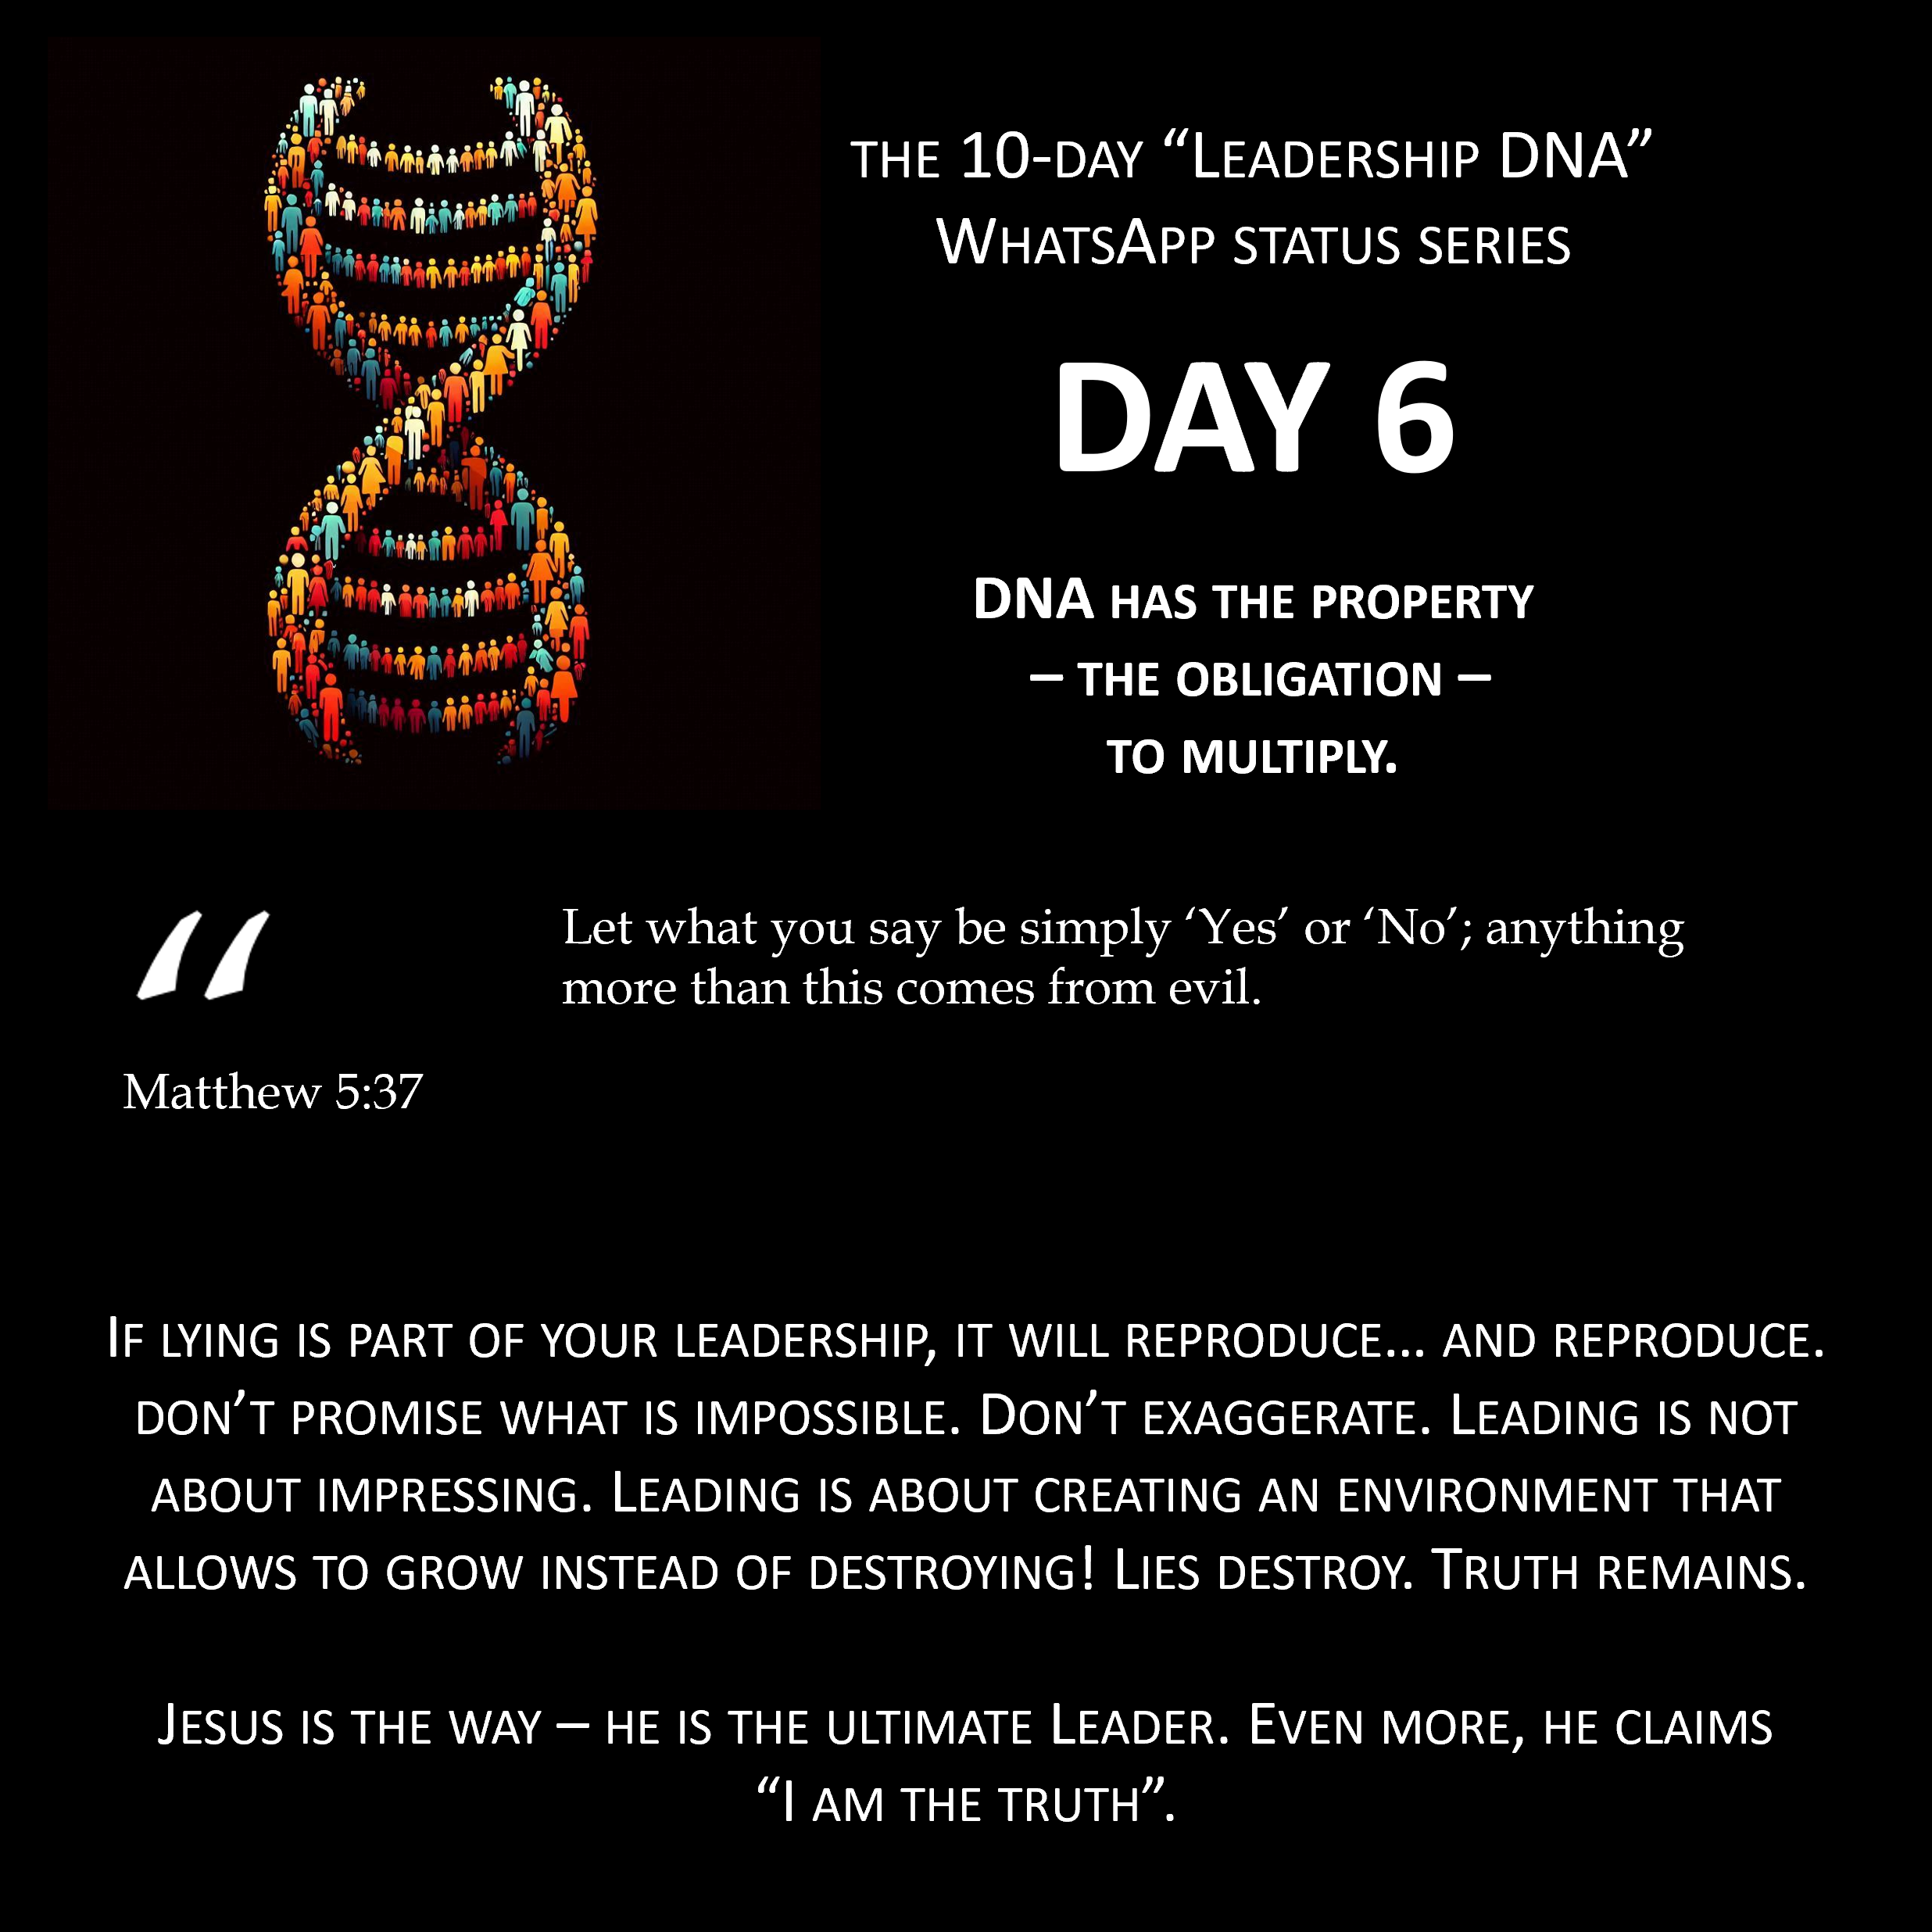 THE 10-DAY “LEADERSHIP DNA”
WHATSAPP STATUS SERIES
DAY 6
DNA HAS THE PROPERTY
– THE OBLIGATION –
TO MULTIPLY.
“
Let what you say be simply ‘Yes’ or ‘No’; anything
more than this comes from evil.
Matthew 5:37
IF LYING IS PART OF YOUR LEADERSHIP, IT WILL REPRODUCE… AND REPRODUCE.
DON’T PROMISE WHAT IS IMPOSSIBLE. DON’T EXAGGERATE. LEADING IS NOT
ABOUT IMPRESSING. LEADING IS ABOUT CREATING AN ENVIRONMENT THAT
ALLOWS TO GROW INSTEAD OF DESTROYING! LIES DESTROY. TRUTH REMAINS.
JESUS IS THE WAY – HE IS THE ULTIMATE LEADER. EVEN MORE, HE CLAIMS
“I AM THE TRUTH”.